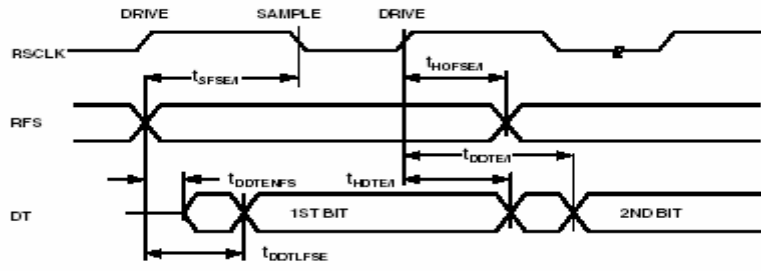 DRIVE SAMPLE DRIVE
RSCLK
tSFSE/I tHOFSE/I
RFS
tDDTE/I
tDDTENFS tHDTE/I
DT 1ST BIT 2ND BIT
tDDTLFSE